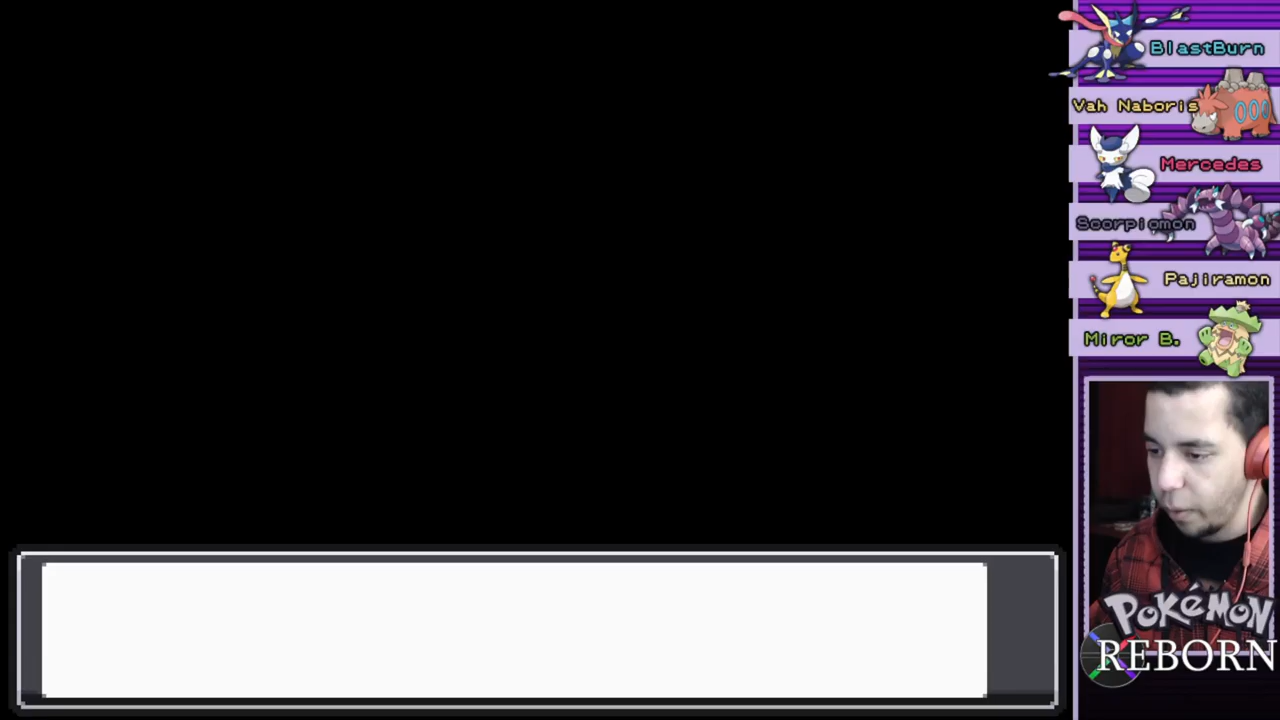 BlastBurn
Vah Naboris
Mercedes
Scorpiomon
Pajiramon
Miror B.
POKéMON
REBORN